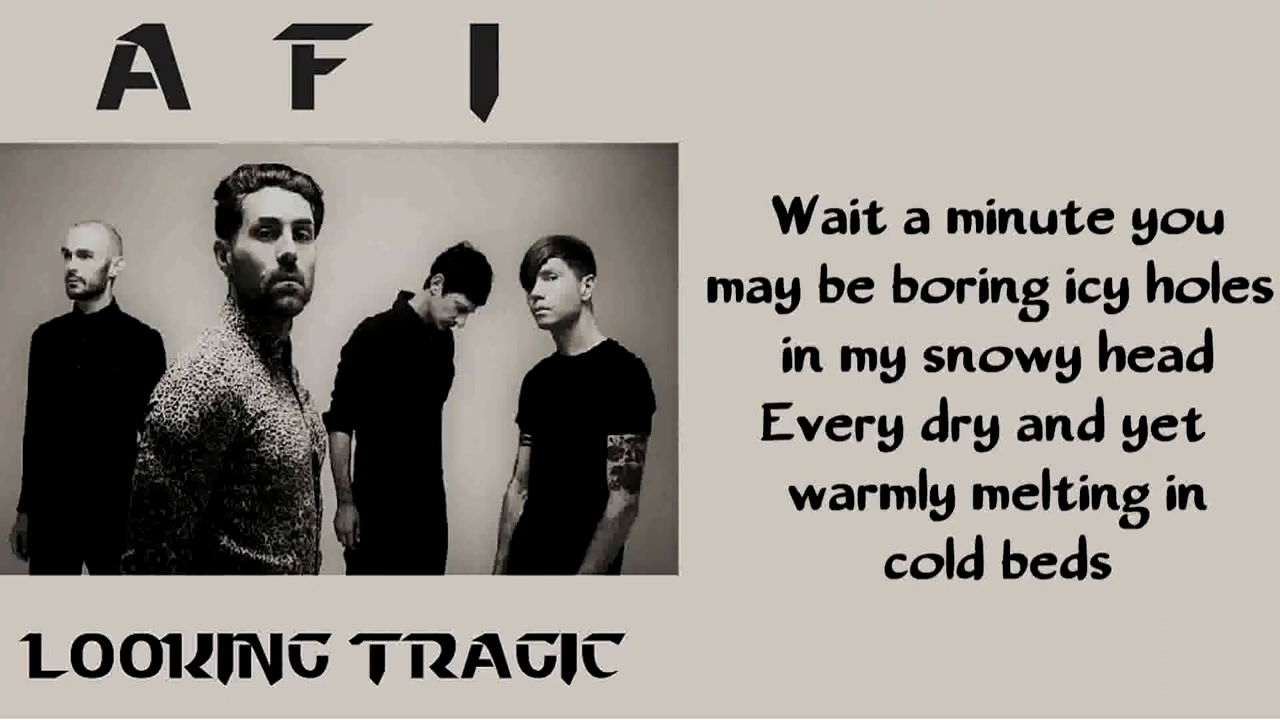 A F I
Wait a minute you
may be boring icy holes
in my snowy head
Every dry and yet
warmly melting in
cold beds
LOOKING TRAGIC